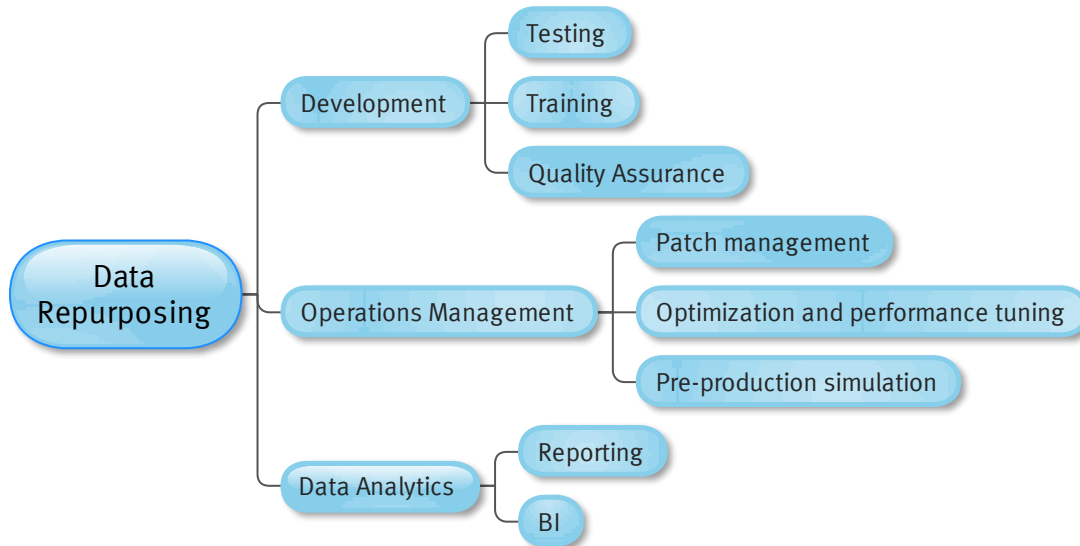 Data
Repurposing
Development
Testing
Training
Quality Assurance
Operations Management
Patch management
Optimization and performance tuning
Pre-production simulation
Data Analytics
Reporting
BI